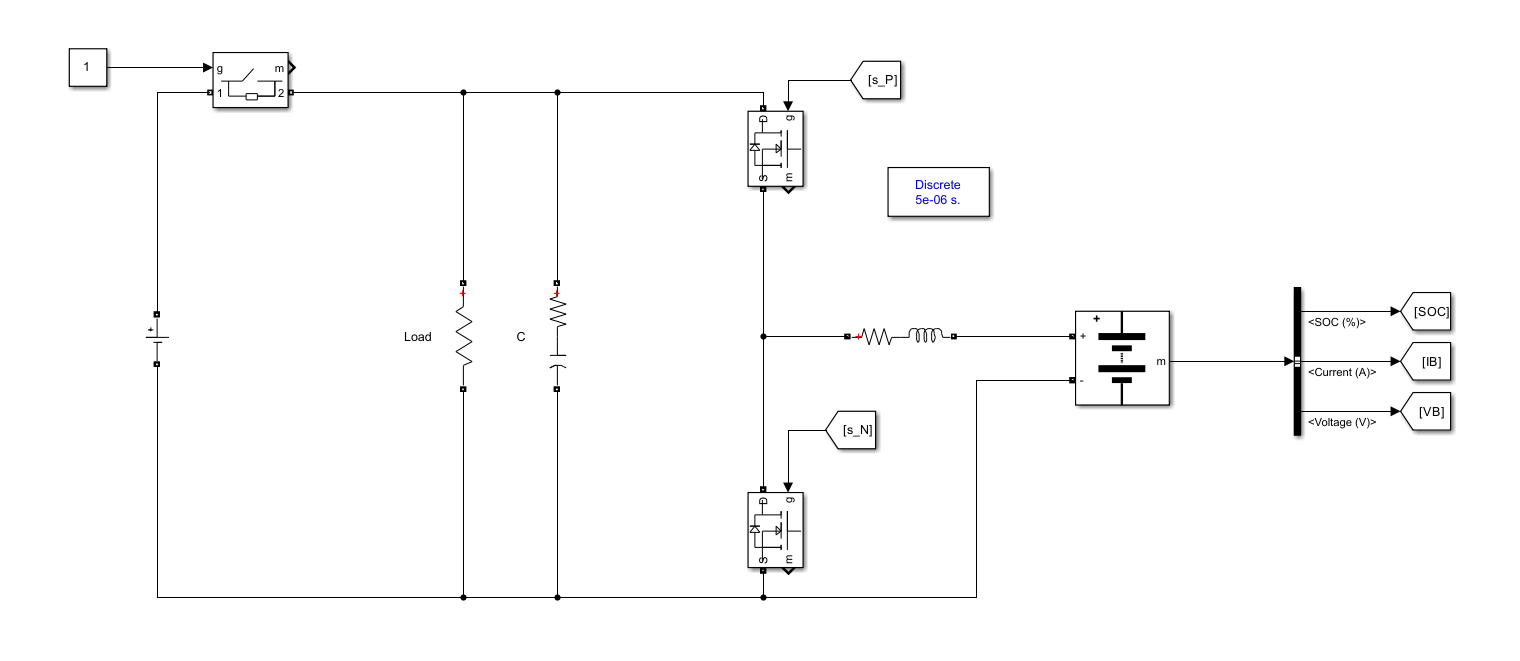 1
g
m
1
2
[s_P]
D
g
S
m
Discrete
5e-06 s.
+
Load
C
+
+
-
m
<SOC (%)>
[SOC]
<Current (A)>
[IB]
<Voltage (V)>
[VB]
[s_N]
D
g
S
m